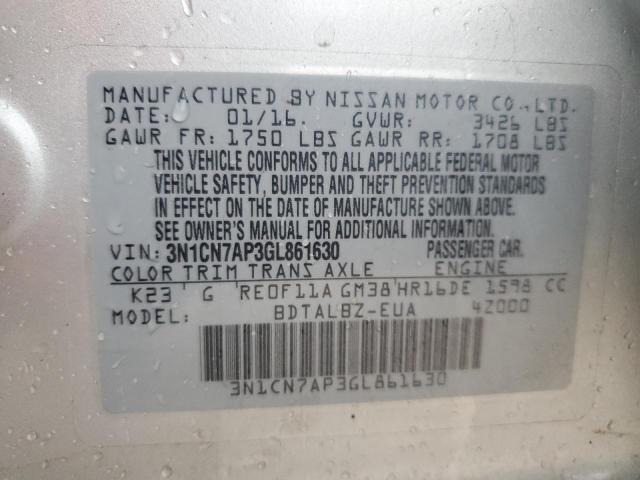 MANUFACTURED BY NISSAN MOTOR CO.,LTD.
DATE: 01/16. GVWR: 3426 LBS
GAWR FR: 1750 LBS GAWR RR: 1708 LBS
THIS VEHICLE CONFORMS TO ALL APPLICABLE FEDERAL MOTOR
VEHICLE SAFETY, BUMPER AND THEFT PREVENTION STANDARDS
IN EFFECT ON THE DATE OF MANUFACTURE SHOWN ABOVE.
SEE OWNER'S MANUAL FOR ADDITIONAL INFORMATION.
VIN: 3N1CN7AP3GL861630 PASSENGER CAR.
COLOR TRIM TRANS AXLE ENGINE
K23 G RE0F11A GM38 HR16DE 1598 CC
MODEL: BDTALBZ-EUA 4Z000
3N1CN7AP3GL861630